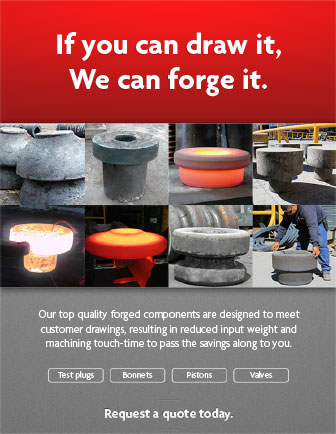 If you can draw it,
We can forge it.
Our top quality forged components are designed to meet
customer drawings, resulting in reduced input weight and
machining touch-time to pass the savings along to you.
Test plugs
Bonnets
Pistons
Valves
Request a quote today.